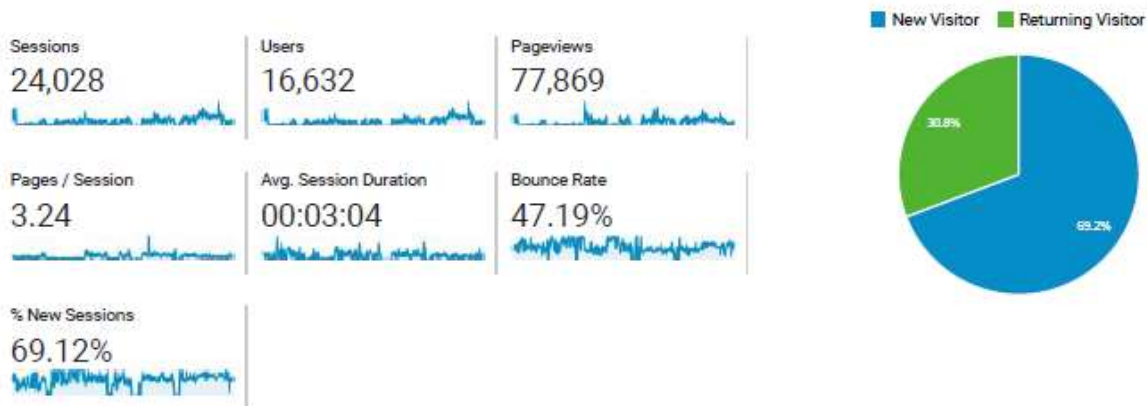 New Visitor Returning Visitor
Sessions
24,028
Users
16,632
Pageviews
77,869
30.8%
69.2%
Pages / Session
3.24
Avg. Session Duration
00:03:04
Bounce Rate
47.19%
% New Sessions
69.12%